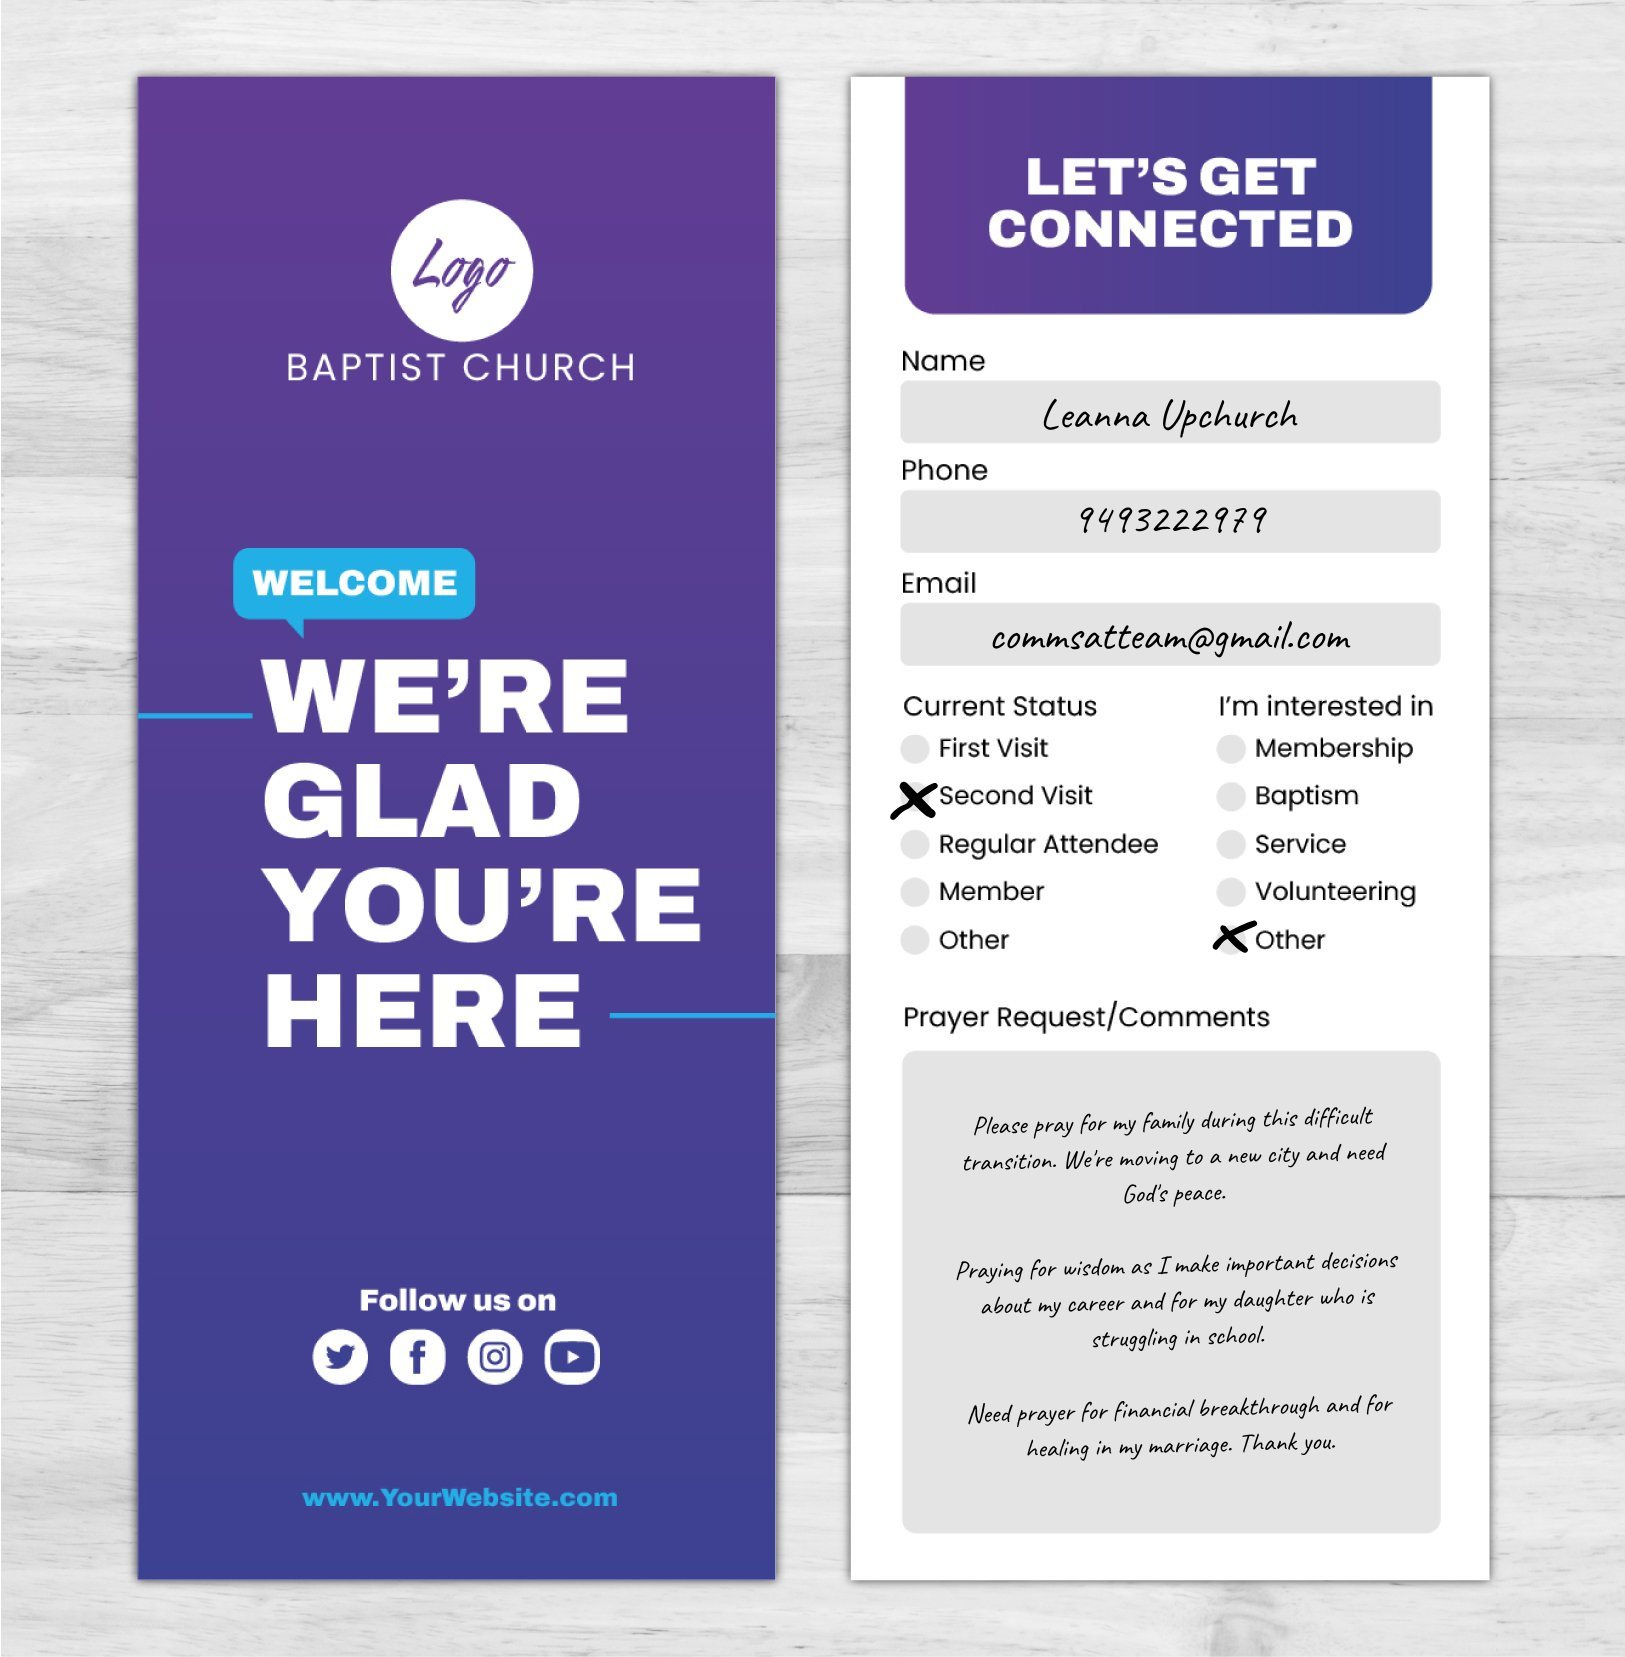 Logo
BAPTIST CHURCH
WELCOME
WE'RE
GLAD
YOU'RE
HERE
Follow us on
www.YourWebsite.com
LET'S GET
CONNECTED
Name
Leanna Upchurch
Phone
9493222979
Email
commsatteam@gmail.com
Current Status
First Visit
Second Visit
Regular Attendee
Member
Other
I'm interested in
Membership
Baptism
Service
Volunteering
Other
Prayer Request/Comments
Please pray for my family during this difficult
transition. We're moving to a new city and need
God's peace.
Praying for wisdom as I make important decisions
about my career and for my daughter who is
struggling in school.
Need prayer for financial breakthrough and for
healing in my marriage. Thank you.